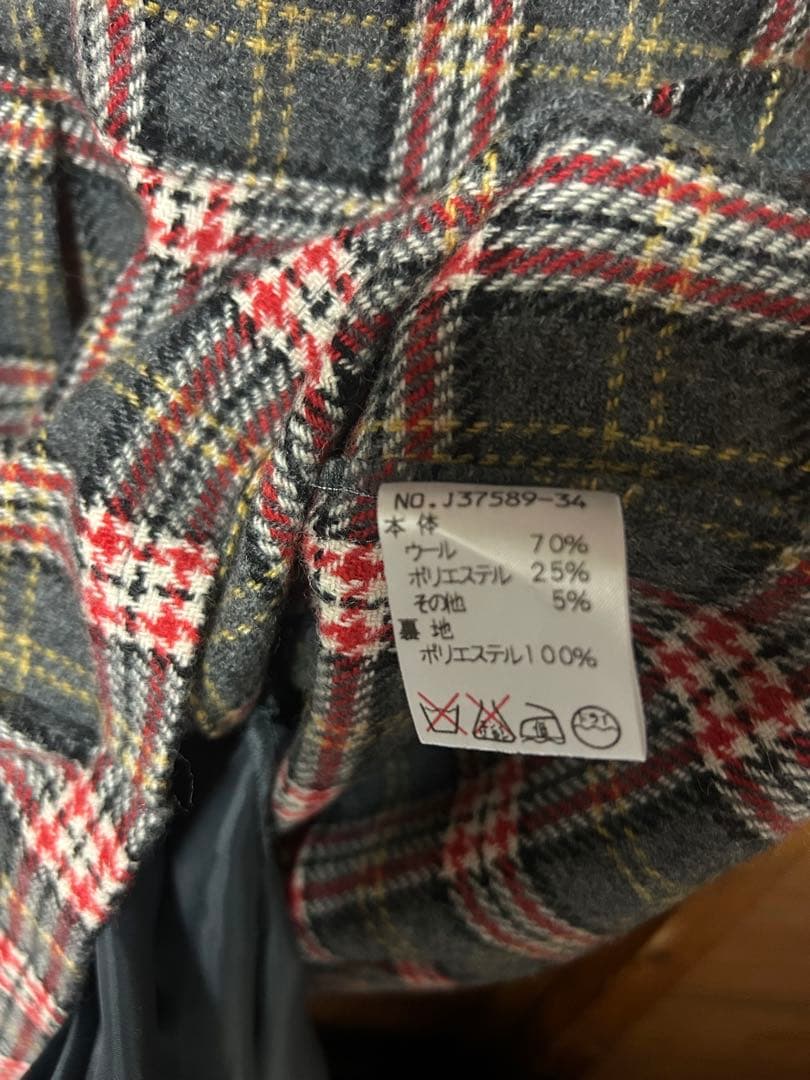 NO.J37589-34
本体
ウール 70%
ポリエステル 25%
その他 5%
裏地
ポリエステル100%